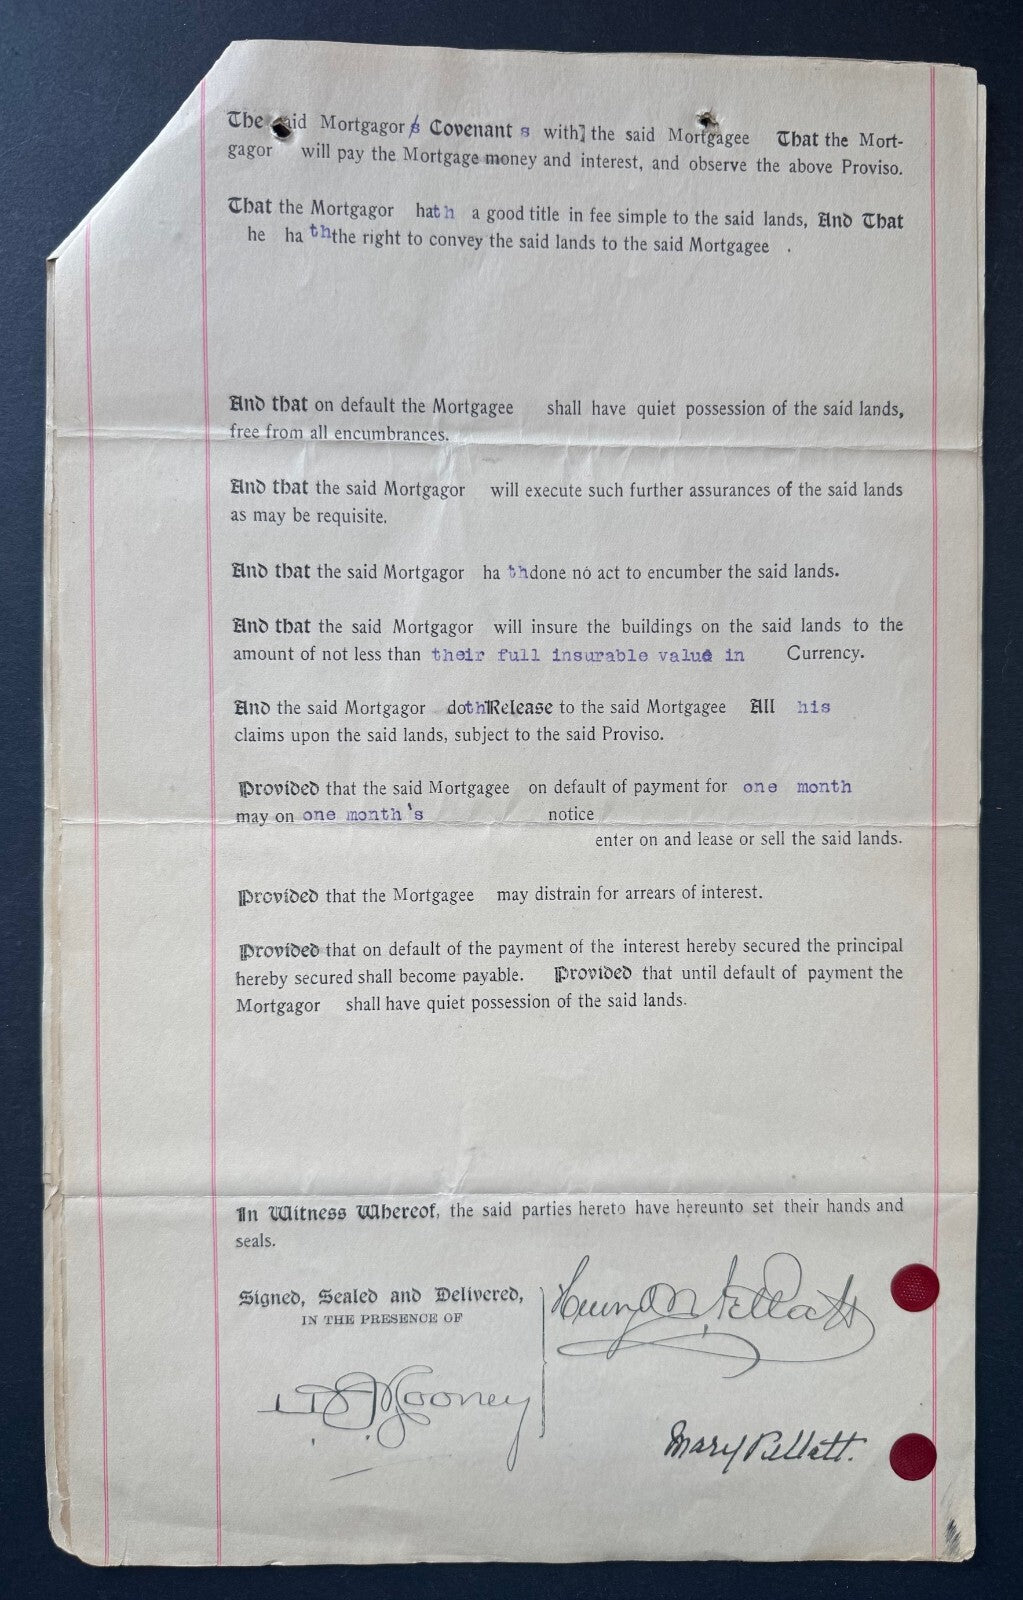 The said Mortgagor Covenants with the said Mortgagee That the Mort-
gagor will pay the Mortgage money and interest, and observe the above Proviso.
That the Mortgagor hath a good title in fee simple to the said lands, And That
he hath the right to convey the said lands to the said Mortgagee .
And that on default the Mortgagee shall have quiet possession of the said lands,
free from all encumbrances.
And that the said Mortgagor will execute such further assurances of the said lands
as may be requisite.
And that the said Mortgagor hath done no act to encumber the said lands.
And that the said Mortgagor will insure the buildings on the said lands to the
amount of not less than their full insurable value in Currency.
And the said Mortgagor doth Release to the said Mortgagee All his
claims upon the said lands, subject to the said Proviso.
Provided that the said Mortgagee on default of payment for one month
may on one month's notice
enter on and lease or sell the said lands.
Provided that the Mortgagee may distrain for arrears of interest.
Provided that on default of the payment of the interest hereby secured the principal
hereby secured shall become payable. Provided that until default of payment the
Mortgagor shall have quiet possession of the said lands.
In Witness Whereof, the said parties hereto have hereunto set their hands and
seals.
Signed, Sealed and Delivered,
IN THE PRESENCE OF
Henry M. Pellatt
Mooney
Mary Pellatt.